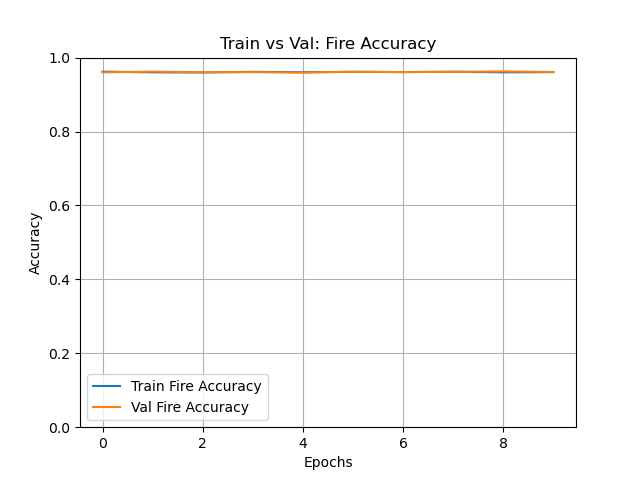 Train vs Val: Fire Accuracy
1.0
0.8
0.6
0.4
0.2
0.0
Accuracy
Train Fire Accuracy
Val Fire Accuracy
0 2 4 6 8
Epochs